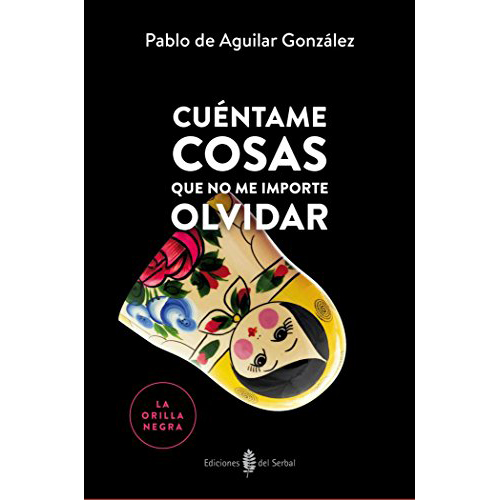 Pablo de Aguilar González
CUÉNTAME
COSAS
QUE NO ME IMPORTE
OLVIDAR
LA
ORILLA
NEGRA
Ediciones del Serbal